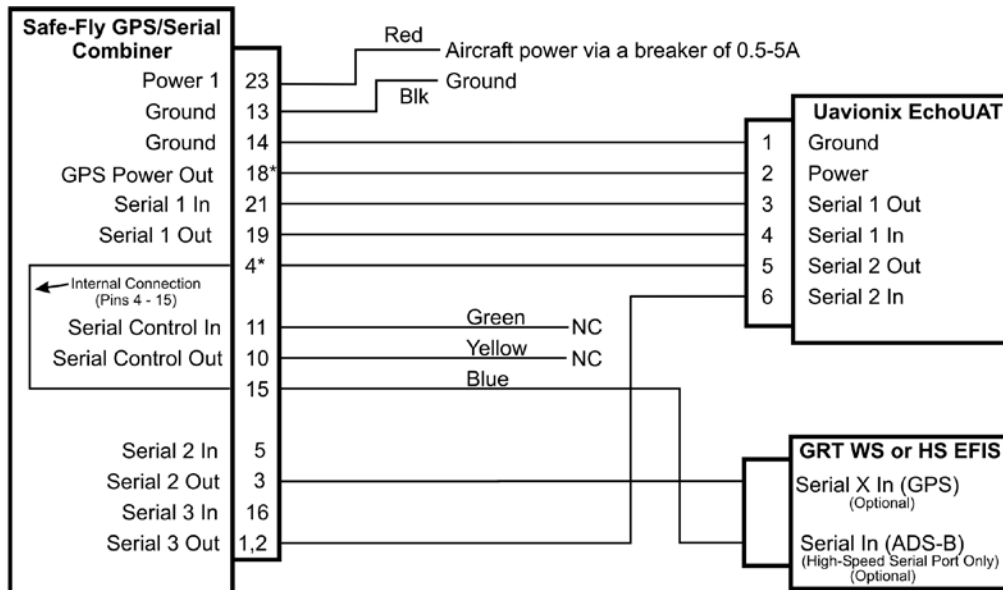 Safe-Fly GPS/Serial
Combiner
Power 1 23
Red
Aircraft power via a breaker of 0.5-5A
Ground 13
Blk
Ground
Ground 14
GPS Power Out 18*
Serial 1 In 21
Serial 1 Out 19
4*
Internal Connection
(Pins 4 - 15)
Serial Control In 11
Green
NC
Serial Control Out 10
Yellow
NC
15
Blue
Serial 2 In 5
Serial 2 Out 3
Serial 3 In 16
Serial 3 Out 1,2
Uavionix EchoUAT
1 Ground
2 Power
3 Serial 1 Out
4 Serial 1 In
5 Serial 2 Out
6 Serial 2 In
GRT WS or HS EFIS
Serial X In (GPS)
(Optional)
Serial In (ADS-B)
(High-Speed Serial Port Only)
(Optional)